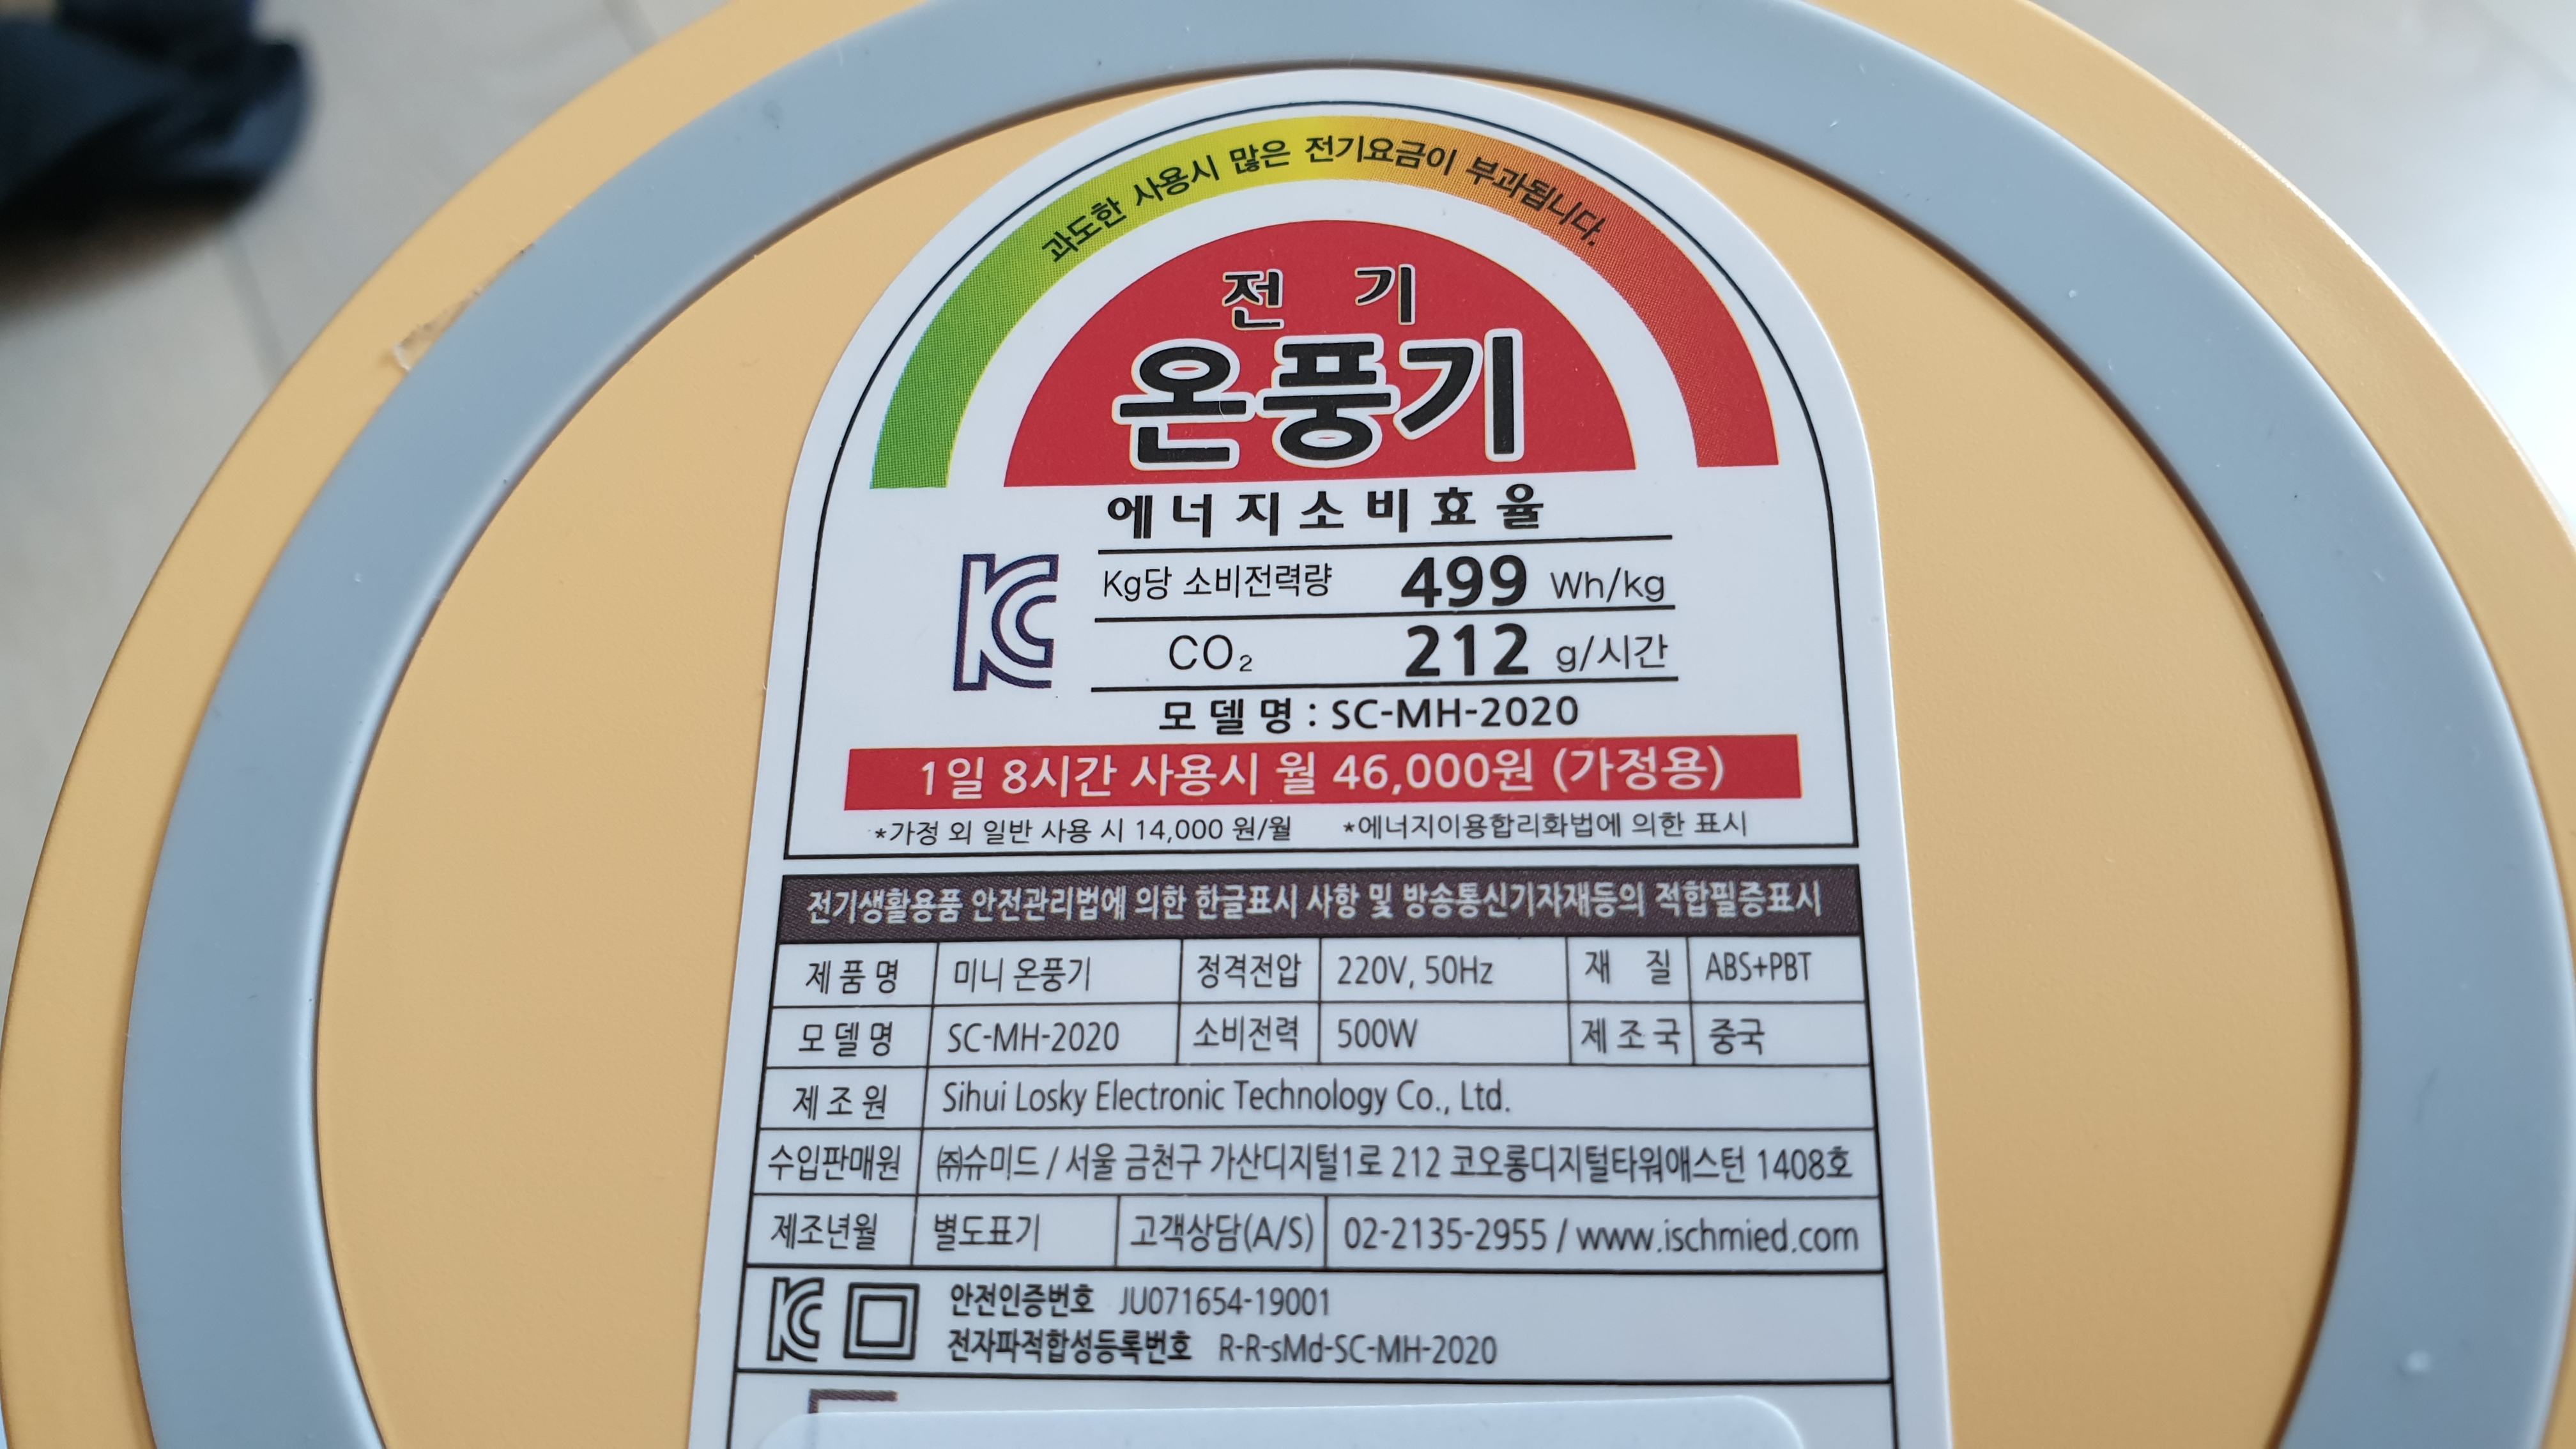 과도한 사용시 많은 전기요금이 부과됩니다.
전 기
온풍기
에너지소비효율
KC
Kg당 소비전력량 499 Wh/kg
CO₂ 212 g/시간
모델명 : SC-MH-2020
1일 8시간 사용시 월 46,000원 (가정용)
*가정 외 일반 사용 시 14,000 원/월 *에너지이용합리화법에 의한 표시
전기생활용품 안전관리법에 의한 한글표시 사항 및 방송통신기자재등의 적합필증표시
제품명 미니 온풍기 정격전압 220V, 50Hz 재 질 ABS+PBT
모델명 SC-MH-2020 소비전력 500W 제조국 중국
제조원 Sihui Losky Electronic Technology Co., Ltd.
수입판매원 ㈜슈미드 / 서울 금천구 가산디지털1로 212 코오롱디지털타워애스턴 1408호
제조년월 별도표기 고객상담(A/S) 02-2135-2955 / www.ischmied.com
KC 안전인증번호 JU071654-19001
전자파적합성등록번호 R-R-sMd-SC-MH-2020